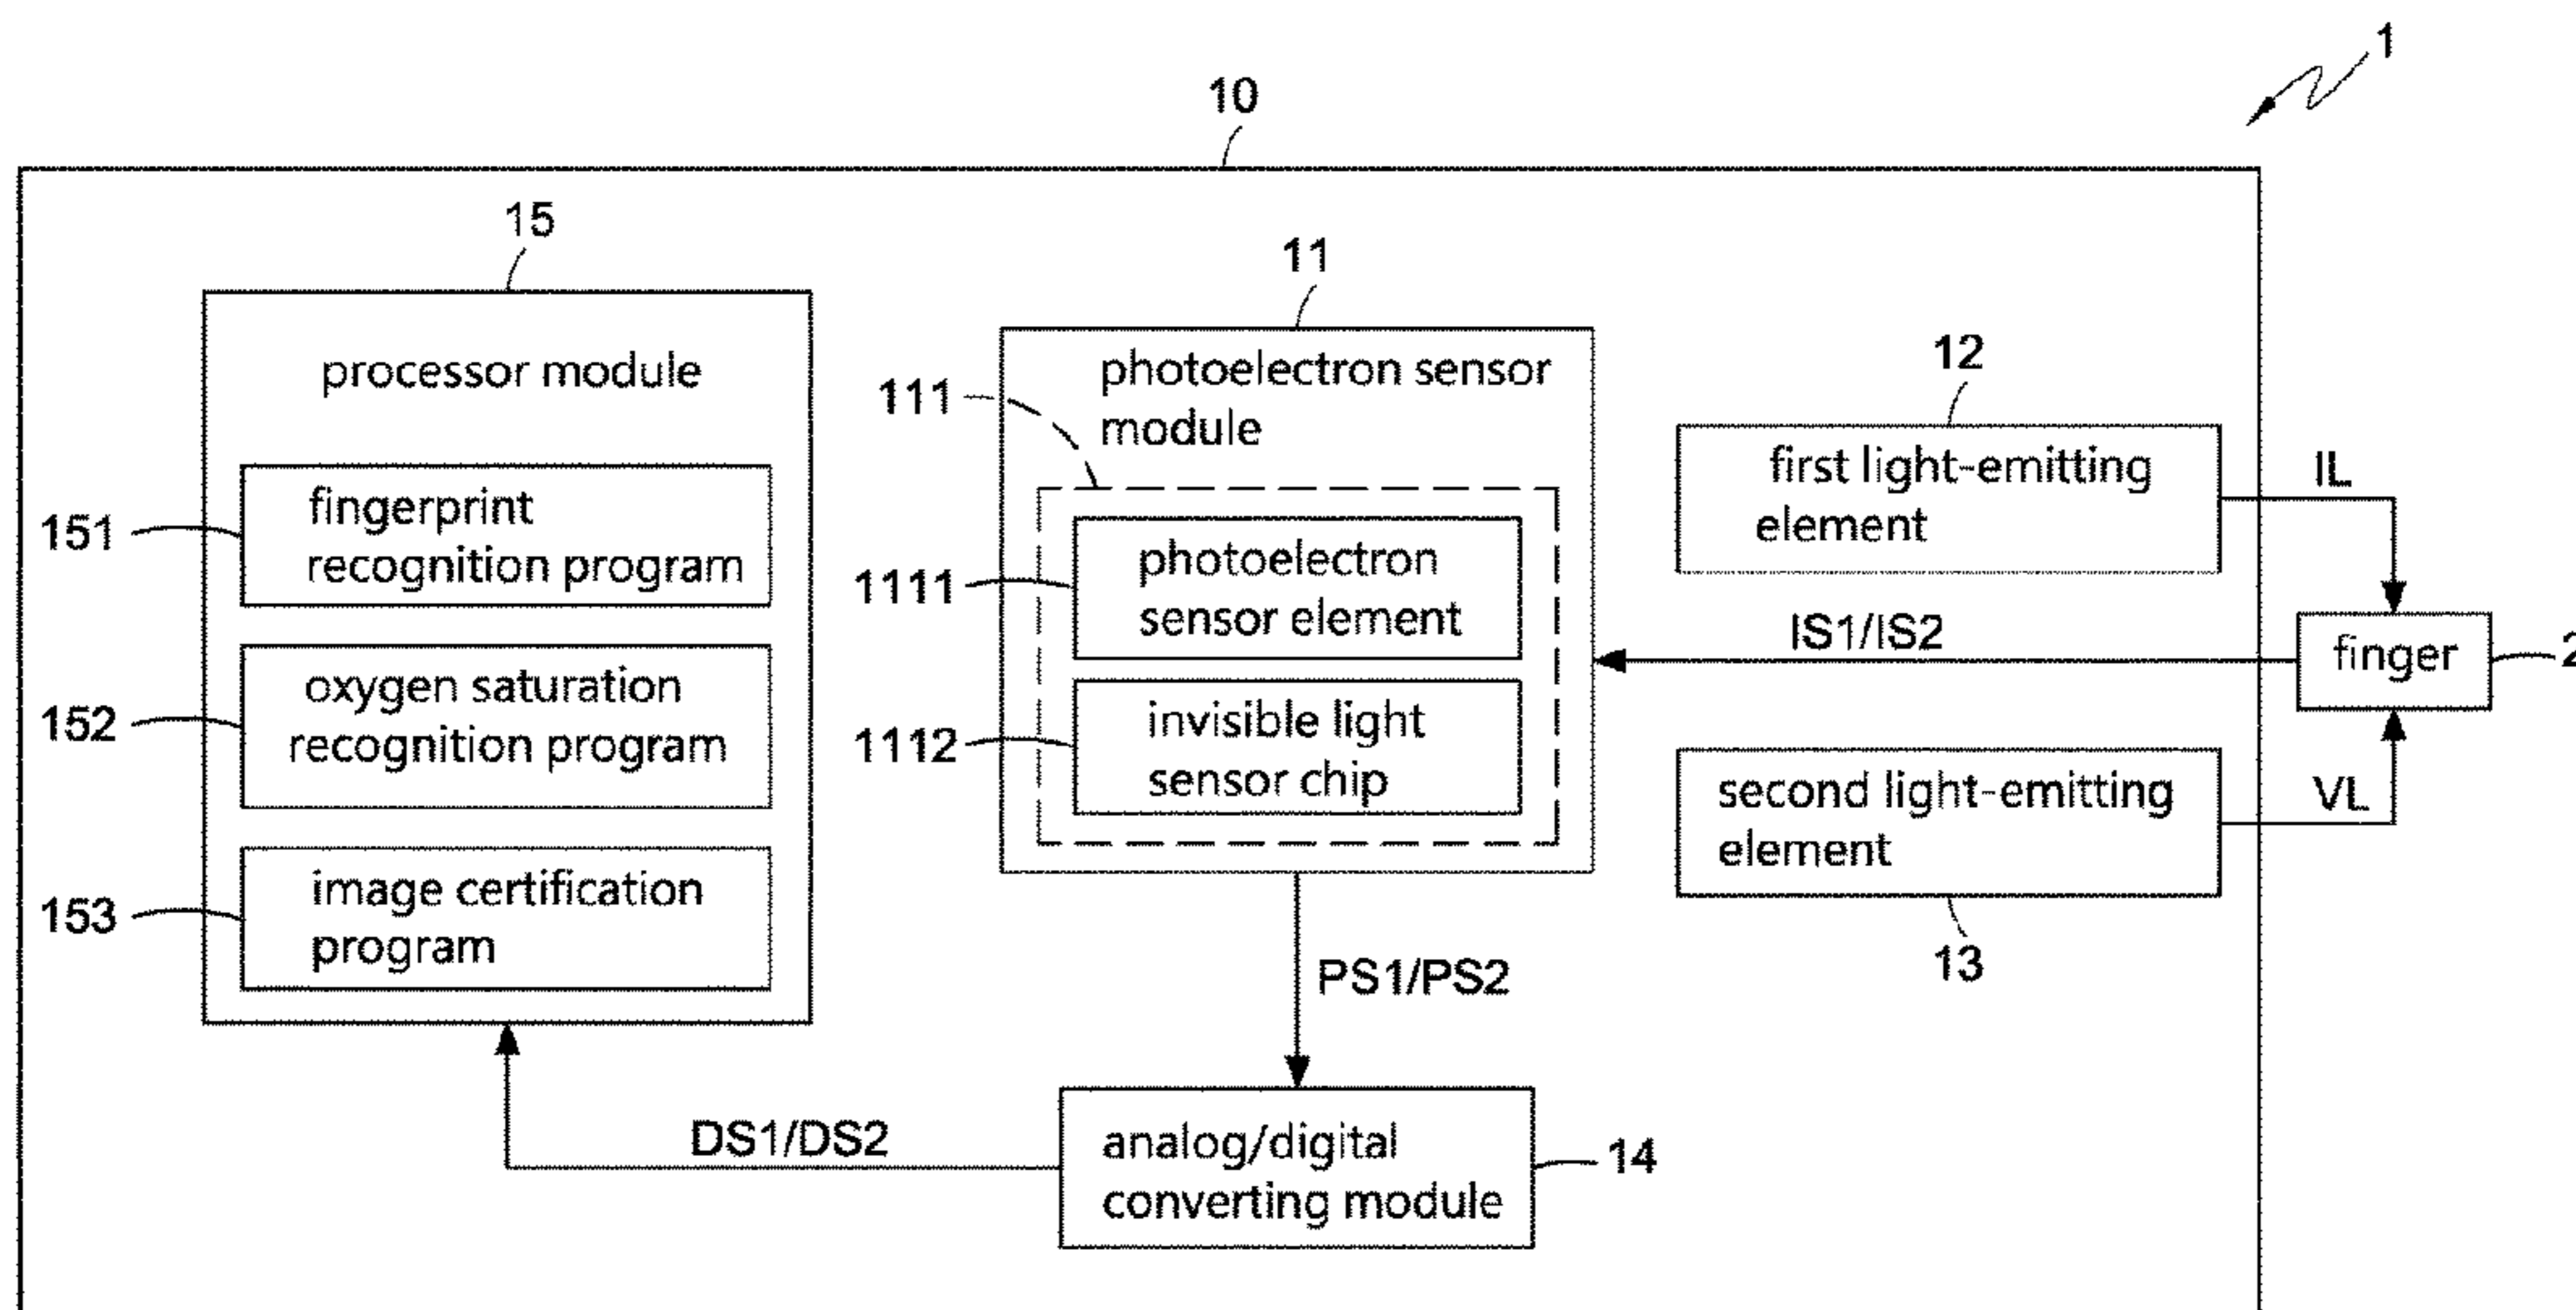 1
10
15
11
processor module
photoelectron sensor
module
111
12
first light-emitting
element
IL
fingerprint
recognition program
151
photoelectron
sensor element
1111
IS1/IS2
finger
2
oxygen saturation
recognition program
152
invisible light
sensor chip
1112
second light-emitting
element
VL
13
image certification
program
153
PS1/PS2
DS1/DS2
analog/digital
converting module
14